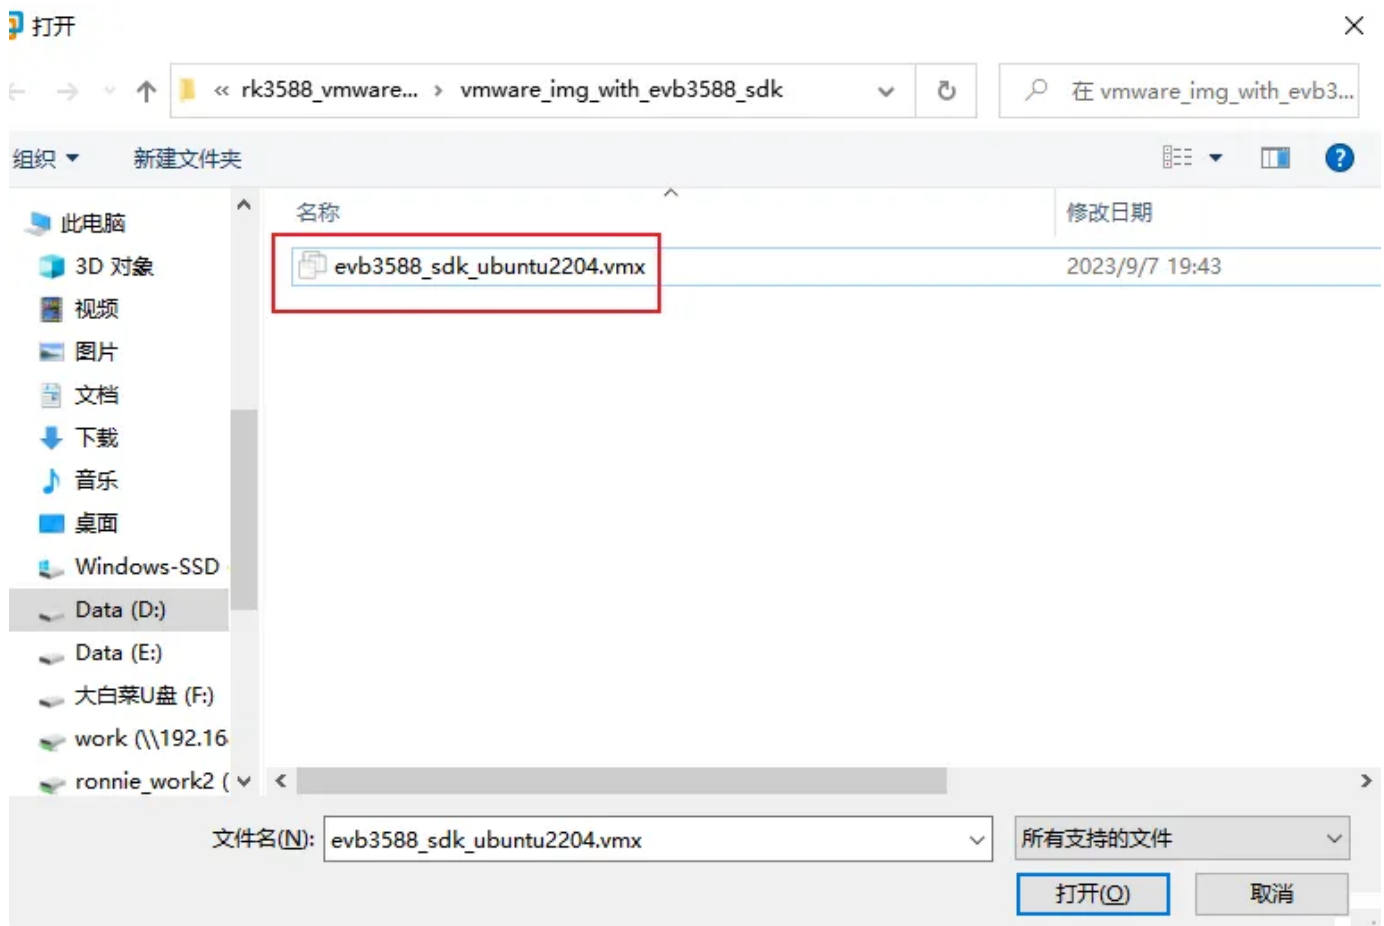 打开
« rk3588_vmware... › vmware_img_with_evb3588_sdk
在 vmware_img_with_evb3...
组织
新建文件夹
?
名称
修改日期
evb3588_sdk_ubuntu2204.vmx
2023/9/7 19:43
此电脑
3D 对象
视频
图片
文档
下载
音乐
桌面
Windows-SSD
Data (D:)
Data (E:)
大白菜U盘 (F:)
work (\\192.16
ronnie_work2 (
文件名(N): evb3588_sdk_ubuntu2204.vmx
所有支持的文件
打开(O)
取消